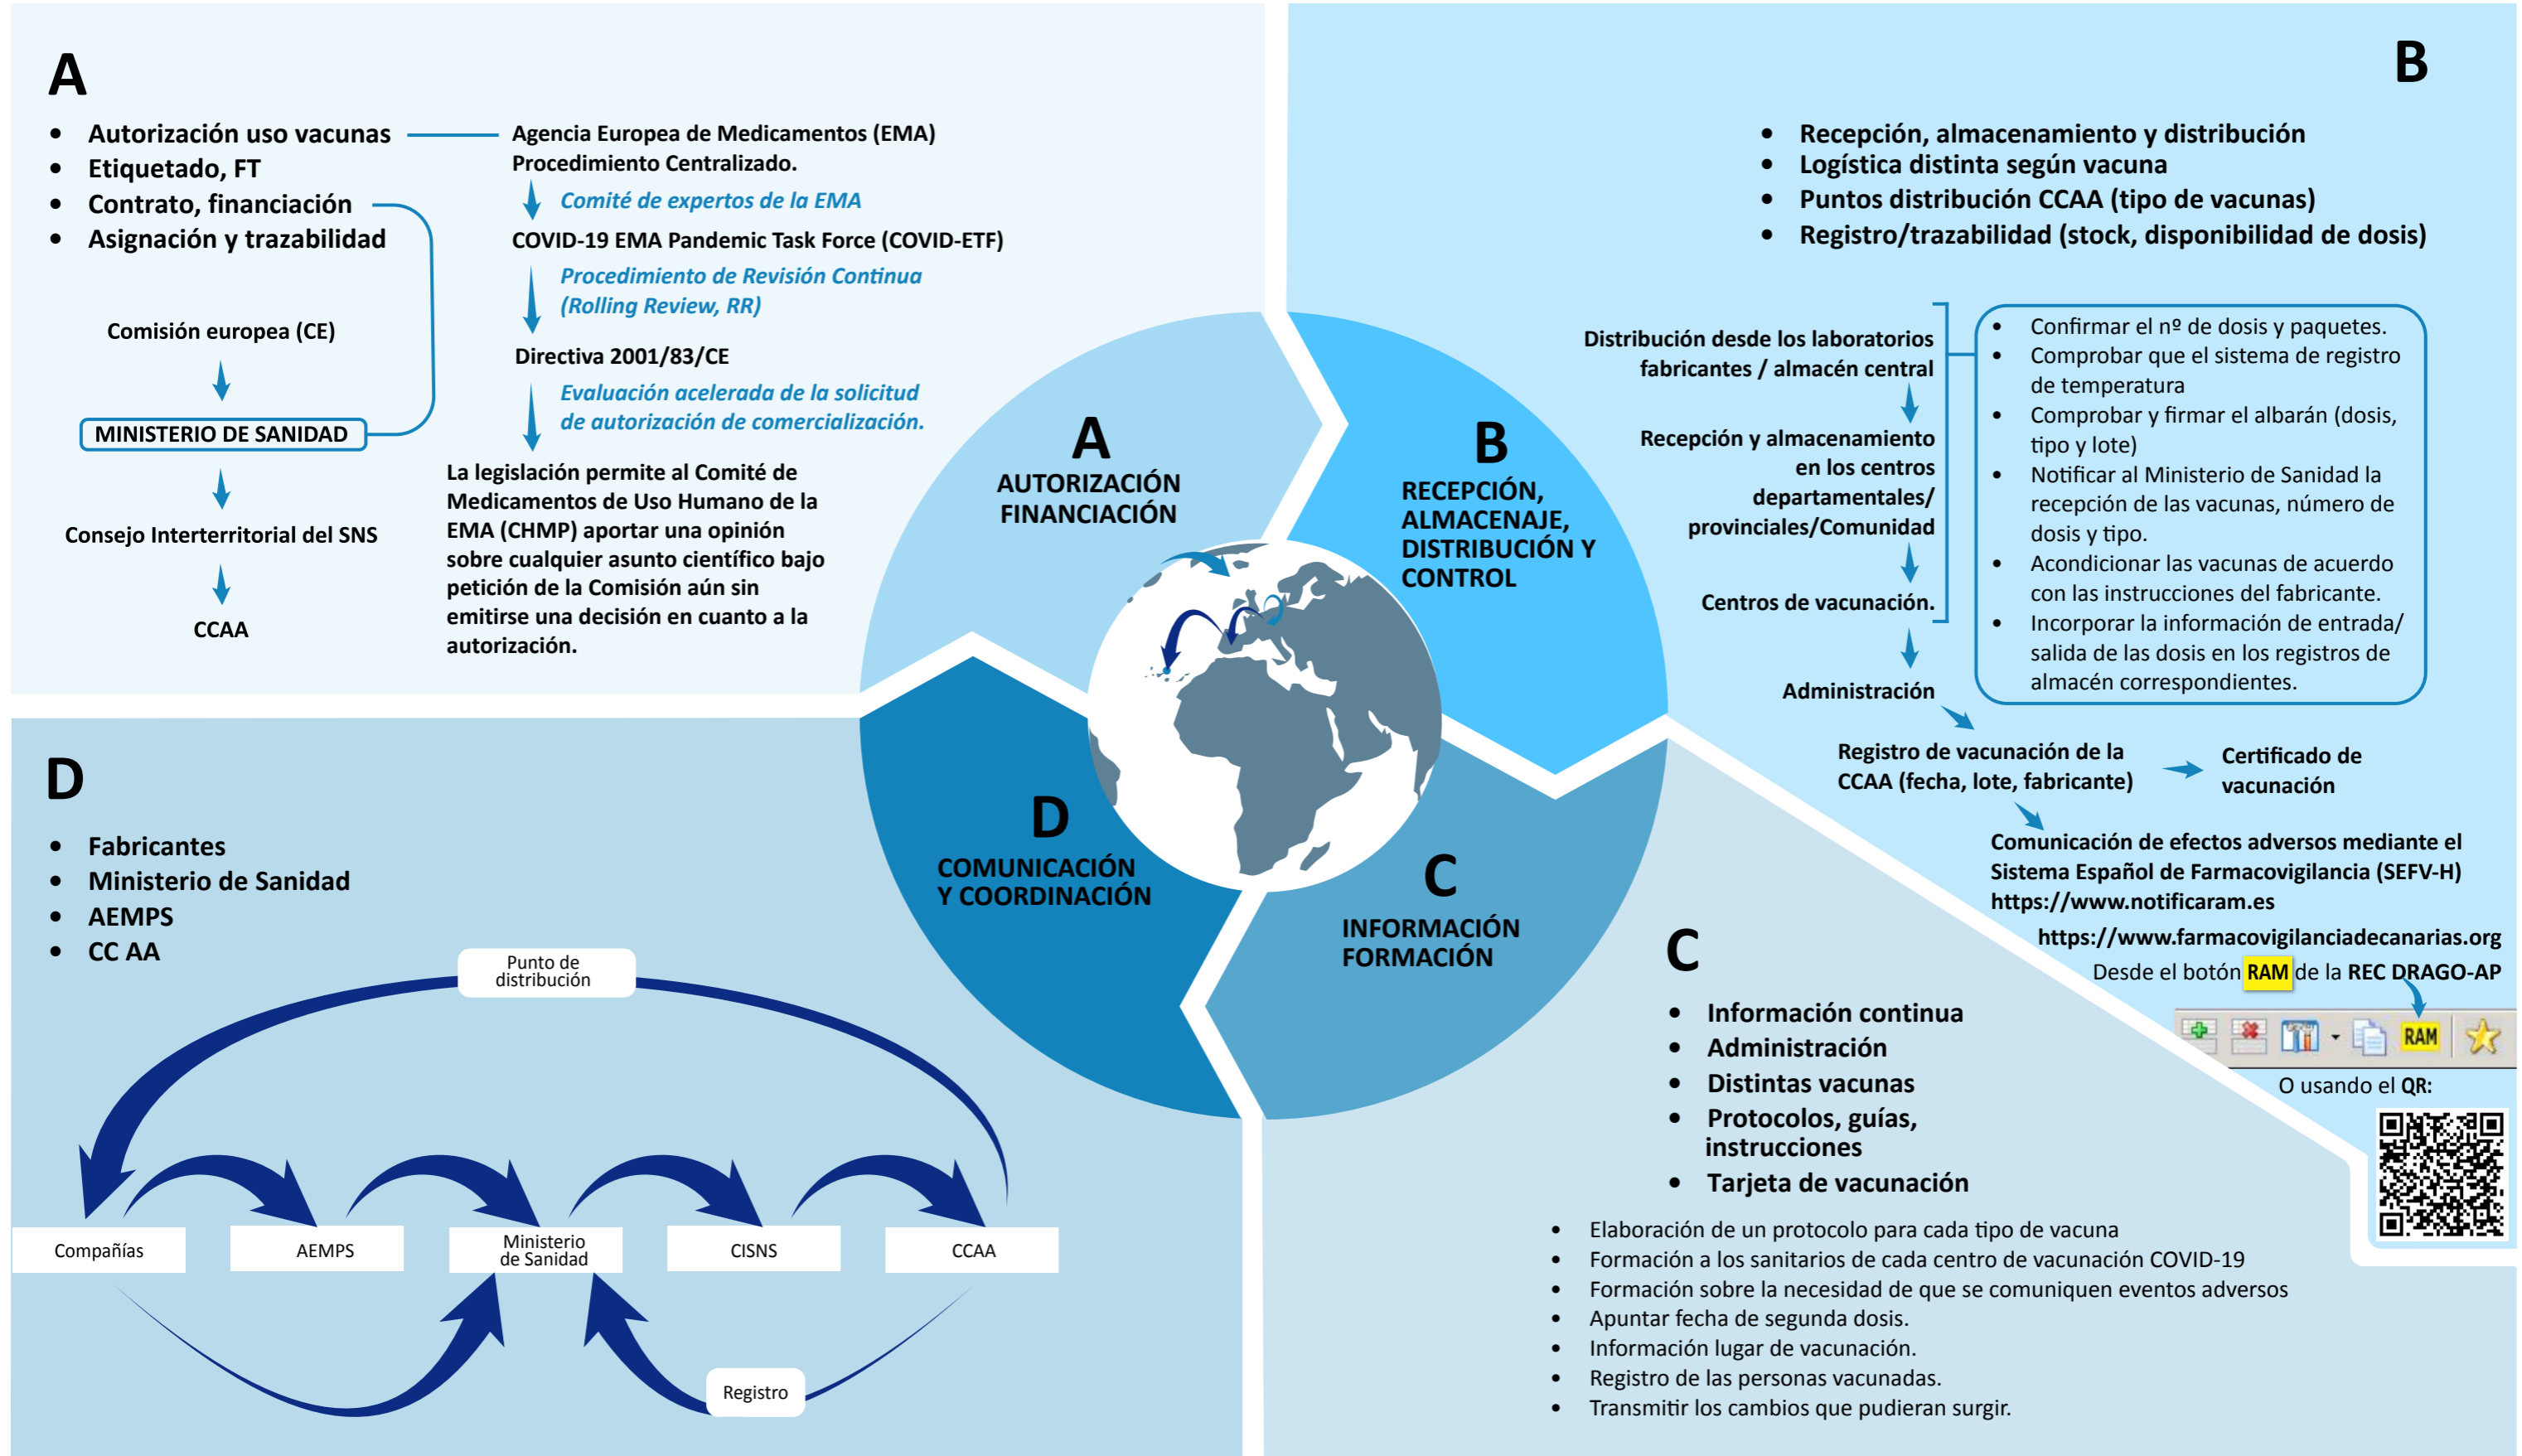 A
• Autorización uso vacunas
• Etiquetado, FT
• Contrato, financiación
• Asignación y trazabilidad
Comisión europea (CE)
MINISTERIO DE SANIDAD
Consejo Interterritorial del SNS
CCAA
Agencia Europea de Medicamentos (EMA)
Procedimiento Centralizado.
Comité de expertos de la EMA
COVID-19 EMA Pandemic Task Force (COVID-ETF)
Procedimiento de Revisión Continua
(Rolling Review, RR)
Directiva 2001/83/CE
Evaluación acelerada de la solicitud
de autorización de comercialización.
La legislación permite al Comité de
Medicamentos de Uso Humano de la
EMA (CHMP) aportar una opinión
sobre cualquier asunto científico bajo
petición de la Comisión aún sin
emitirse una decisión en cuanto a la
autorización.
A
AUTORIZACIÓN
FINANCIACIÓN
B
RECEPCIÓN,
ALMACENAJE,
DISTRIBUCIÓN Y
CONTROL
C
INFORMACIÓN
FORMACIÓN
D
COMUNICACIÓN
Y COORDINACIÓN
B
• Recepción, almacenamiento y distribución
• Logística distinta según vacuna
• Puntos distribución CCAA (tipo de vacunas)
• Registro/trazabilidad (stock, disponibilidad de dosis)
Distribución desde los laboratorios
fabricantes / almacén central
Recepción y almacenamiento
en los centros
departamentales/
provinciales/Comunidad
Centros de vacunación.
Administración
• Confirmar el nº de dosis y paquetes.
• Comprobar que el sistema de registro
de temperatura
• Comprobar y firmar el albarán (dosis,
tipo y lote)
• Notificar al Ministerio de Sanidad la
recepción de las vacunas, número de
dosis y tipo.
• Acondicionar las vacunas de acuerdo
con las instrucciones del fabricante.
• Incorporar la información de entrada/
salida de las dosis en los registros de
almacén correspondientes.
Registro de vacunación de la
CCAA (fecha, lote, fabricante)
Certificado de
vacunación
Comunicación de efectos adversos mediante el
Sistema Español de Farmacovigilancia (SEFV-H)
https://www.notificaram.es
https://www.farmacovigilanciadecanarias.org
Desde el botón RAM de la REC DRAGO-AP
RAM
O usando el QR:
C
• Información continua
• Administración
• Distintas vacunas
• Protocolos, guías,
instrucciones
• Tarjeta de vacunación
• Elaboración de un protocolo para cada tipo de vacuna
• Formación a los sanitarios de cada centro de vacunación COVID-19
• Formación sobre la necesidad de que se comuniquen eventos adversos
• Apuntar fecha de segunda dosis.
• Información lugar de vacunación.
• Registro de las personas vacunadas.
• Transmitir los cambios que pudieran surgir.
D
• Fabricantes
• Ministerio de Sanidad
• AEMPS
• CC AA
Punto de
distribución
Compañías
AEMPS
Ministerio
de Sanidad
CISNS
CCAA
Registro